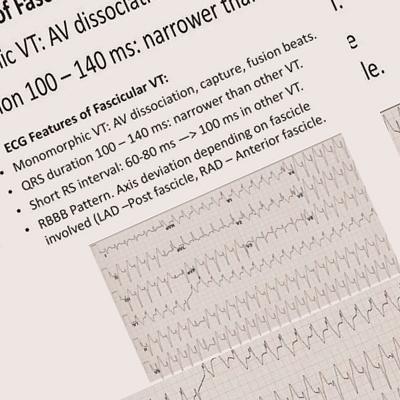 of Fasc
hic VT: AV dissociati
ion 100 – 140 ms: narrower than
ECG Features of Fascicular VT:
• Monomorphic VT: AV dissociation, capture, fusion beats.
• QRS duration 100 – 140 ms: narrower than other VT.
• Short RS interval: 60-80 ms —> 100 ms in other VT.
• RBBB Pattern. Axis deviation depending on fascicle
involved (LAD –Post fascicle, RAD – Anterior fascicle.
e
le.